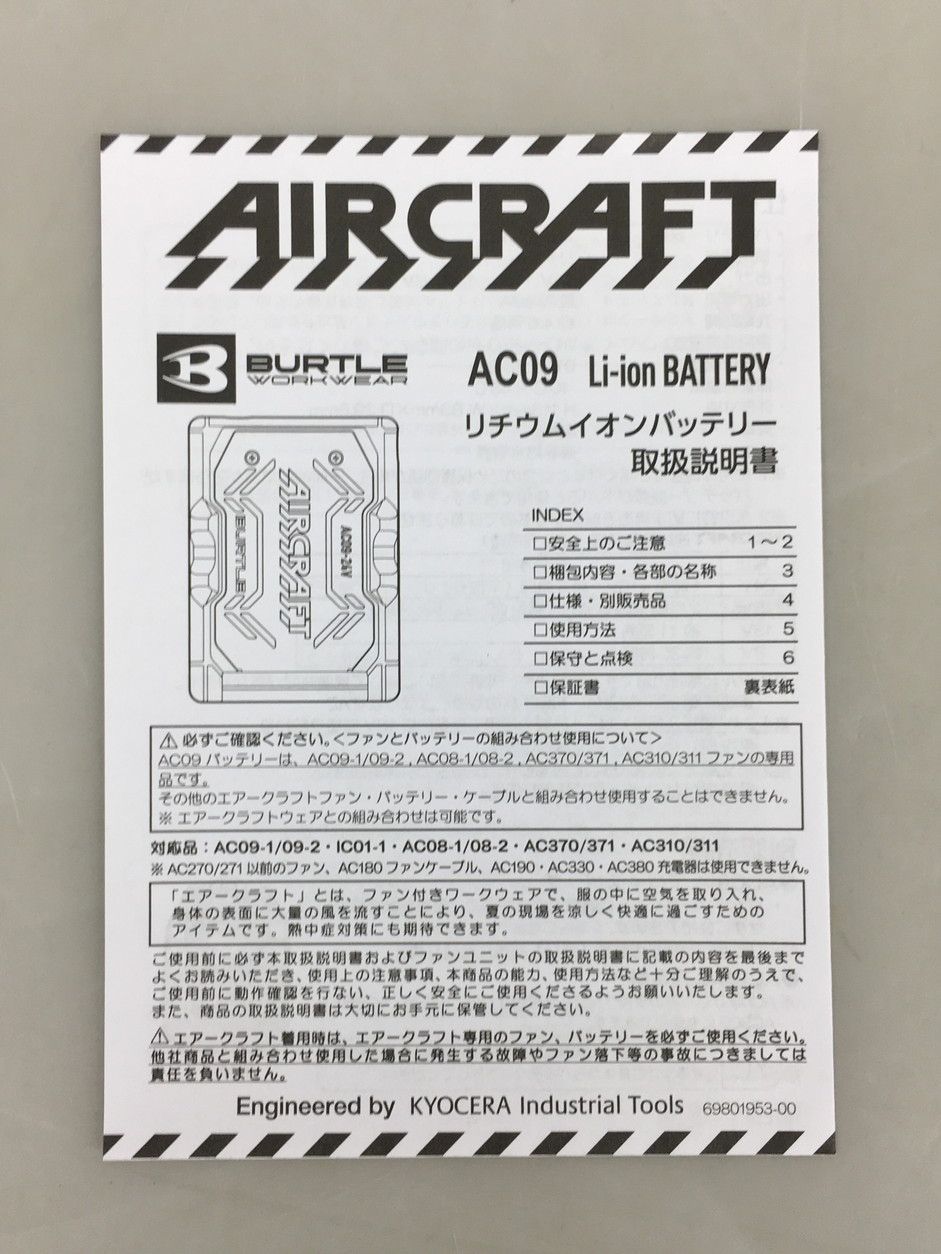 AIRCRAFT
BURTLE
WORKWEAR
AC09 Li-ion BATTERY
リチウムイオンバッテリー
取扱説明書
BURTLE
AIRCRAFT
AC09-24V
INDEX
□安全上のご注意 1～2
□梱包内容・各部の名称 3
□仕様・別販売品 4
□使用方法 5
□保守と点検 6
□保証書 裏表紙
⚠ 必ずご確認ください。<ファンとバッテリーの組み合わせ使用について>
AC09 バッテリーは、AC09-1/09-2 , AC08-1/08-2 , AC370/371 , AC310/311 ファンの専用
品です。
その他のエアークラフトファン・バッテリー・ケーブルと組み合わせ使用することはできません。
※ エアークラフトウェアとの組み合わせは可能です。
対応品：AC09-1/09-2・IC01-1・AC08-1/08-2・AC370/371・AC310/311
※ AC270/271 以前のファン、AC180 ファンケーブル、AC190・AC330・AC380 充電器は使用できません。
「エアークラフト」とは、ファン付きワークウェアで、服の中に空気を取り入れ、
身体の表面に大量の風を流すことにより、夏の現場を涼しく快適に過ごすための
アイテムです。熱中症対策にも期待できます。
ご使用前に必ず本取扱説明書およびファンユニットの取扱説明書に記載の内容を最後まで
よくお読みいただき、使用上の注意事項、本商品の能力、使用方法など十分ご理解のうえで、
ご使用前に動作確認を行ない、正しく安全にご使用くださるようお願いいたします。
また、商品の取扱説明書は大切にお手元に保管してください。
⚠ エアークラフト着用時は、エアークラフト専用のファン、バッテリーを必ずご使用ください。
他社商品と組み合わせ使用した場合に発生する故障やファン落下等の事故につきましては
責任を負いません。
Engineered by KYOCERA Industrial Tools 69801953-00